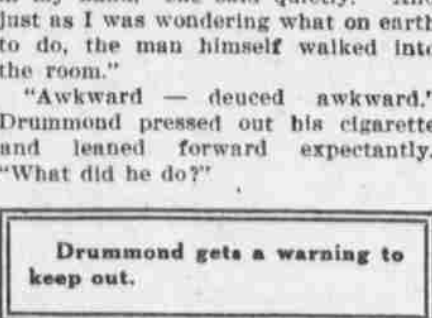 just as I was wondering what on earth
to do, the man himself walked into
the room."
"Awkward — deuced awkward."
Drummond pressed out his cigarette
and leaned forward expectantly.
"What did he do?"
Drummond gets a warning to
keep out.